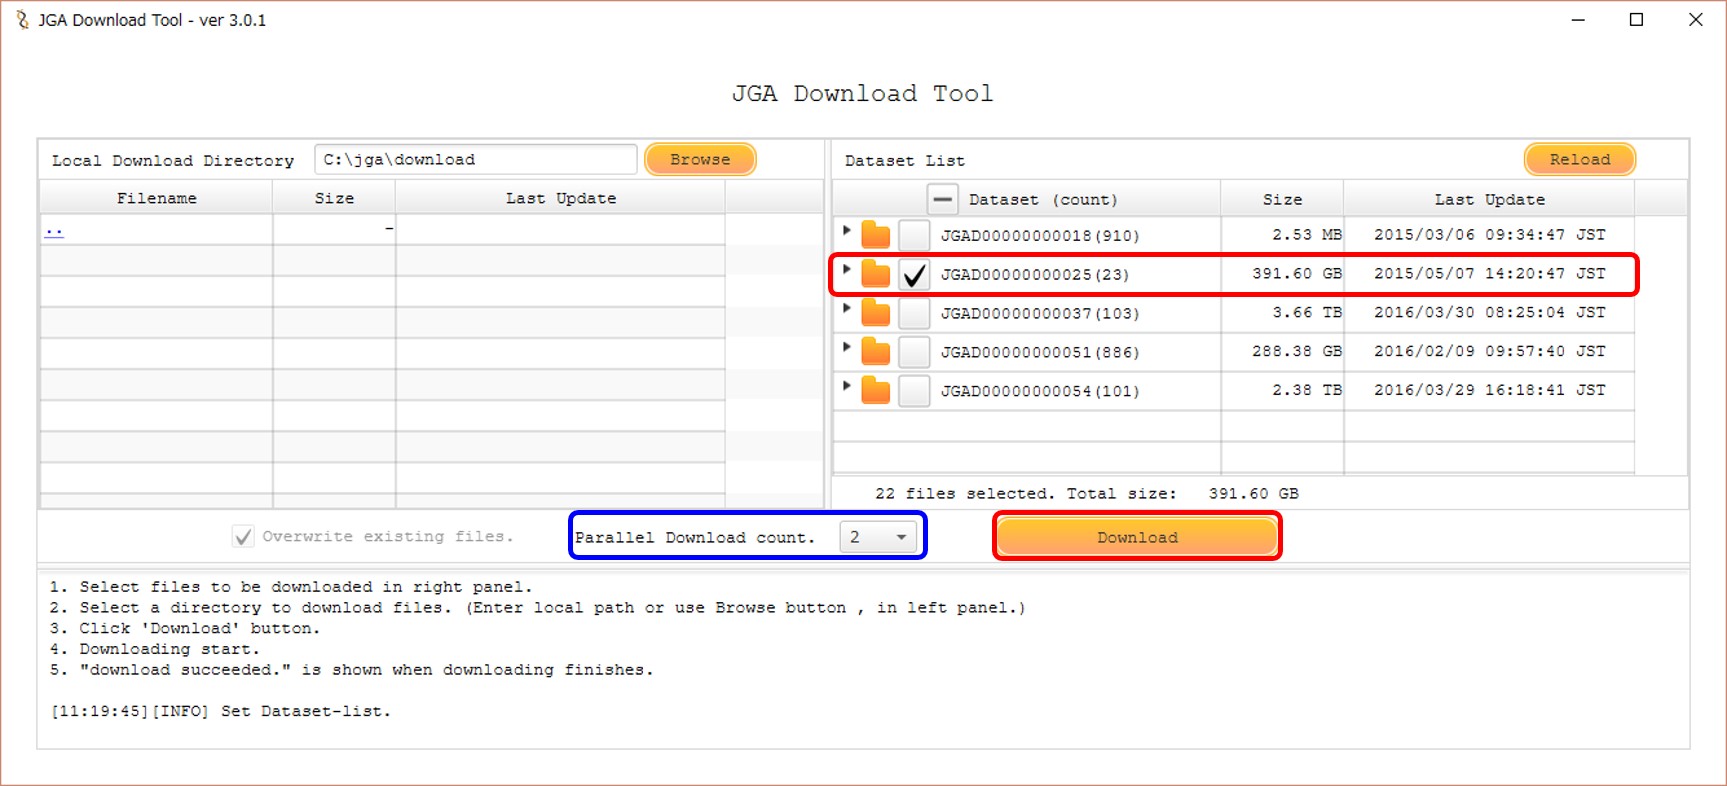 JGA Download Tool - ver 3.0.1
JGA Download Tool
Local Download Directory C:\jga\download Browse
Filename Size Last Update
.. -
Dataset List Reload
Dataset (count) Size Last Update
JGAD00000000018(910) 2.53 MB 2015/03/06 09:34:47 JST
JGAD00000000025(23) 391.60 GB 2015/05/07 14:20:47 JST
JGAD00000000037(103) 3.66 TB 2016/03/30 08:25:04 JST
JGAD00000000051(886) 288.38 GB 2016/02/09 09:57:40 JST
JGAD00000000054(101) 2.38 TB 2016/03/29 16:18:41 JST
22 files selected. Total size: 391.60 GB
Overwrite existing files. Parallel Download count. 2 Download
1. Select files to be downloaded in right panel.
2. Select a directory to download files. (Enter local path or use Browse button , in left panel.)
3. Click 'Download' button.
4. Downloading start.
5. "download succeeded." is shown when downloading finishes.
[11:19:45][INFO] Set Dataset-list.